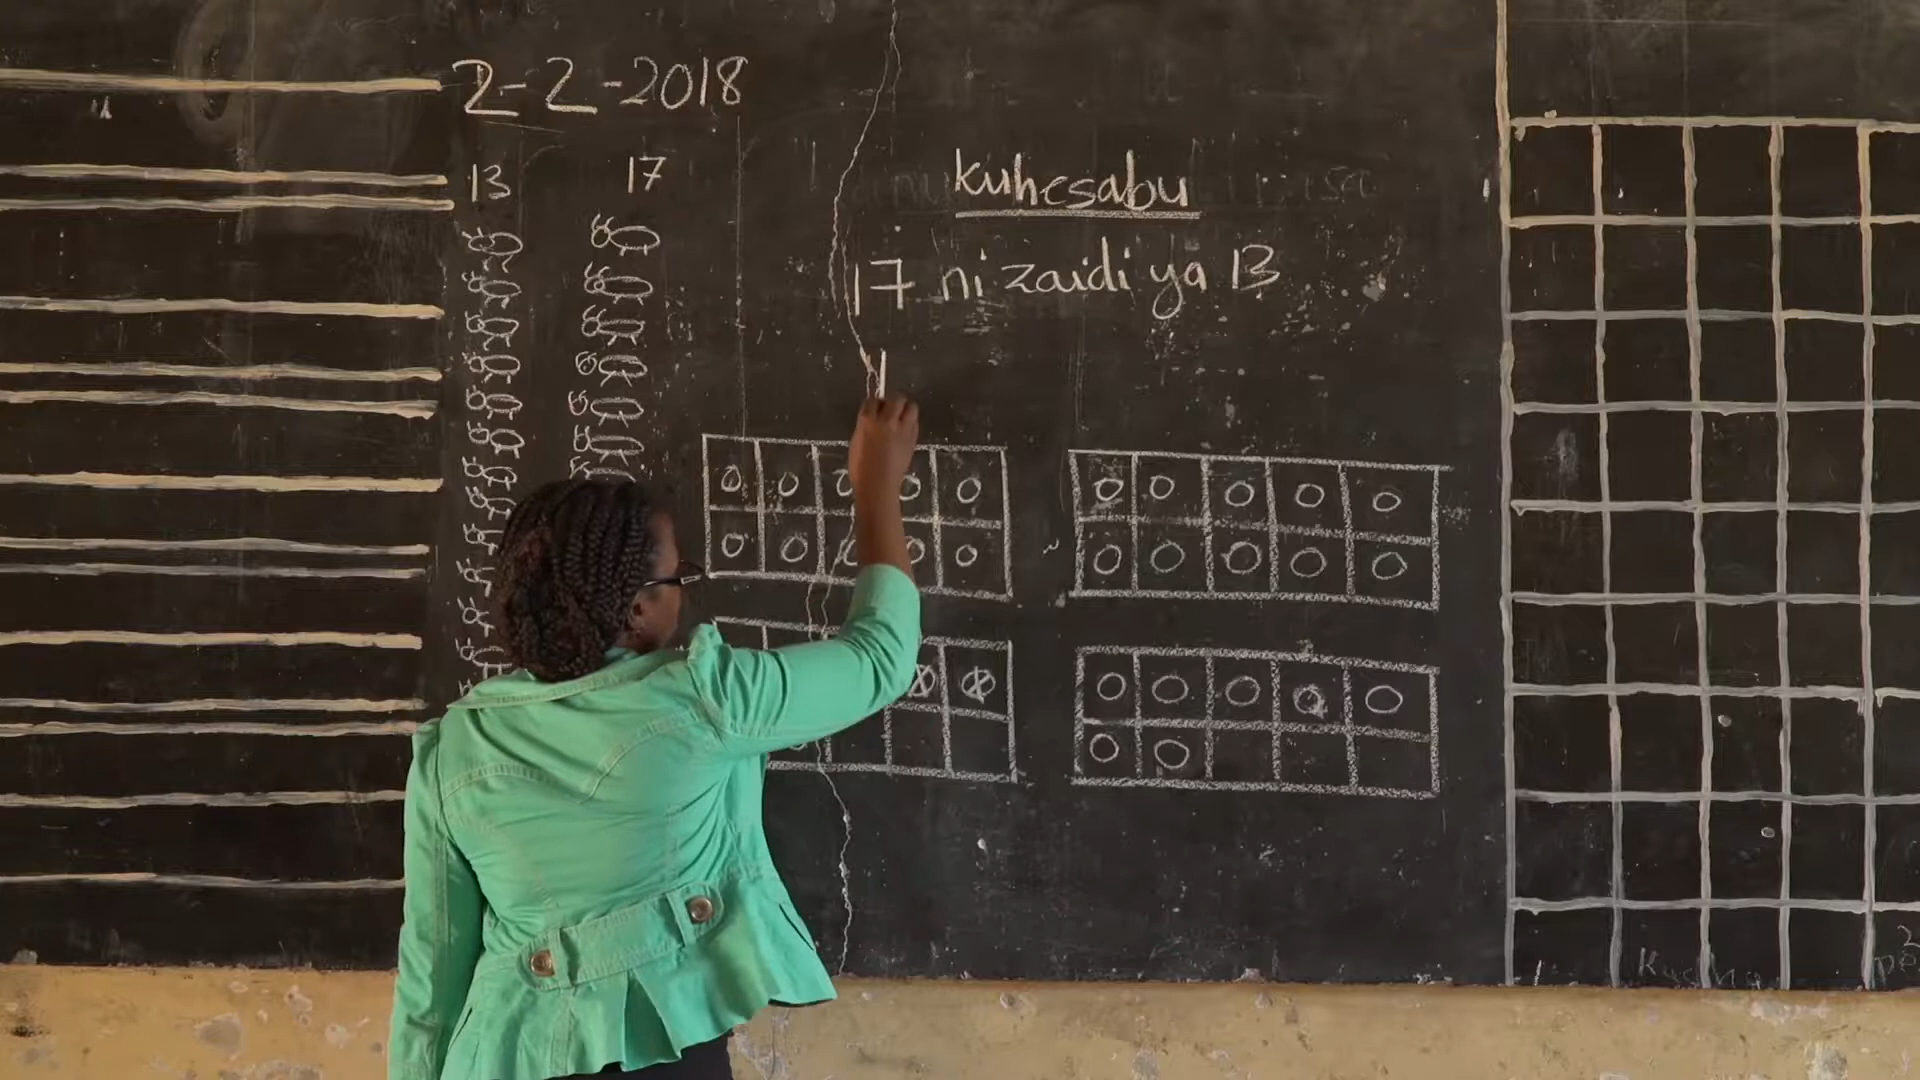 2-2-2018
13 17
kuhesabu
17 ni zaidi ya 13